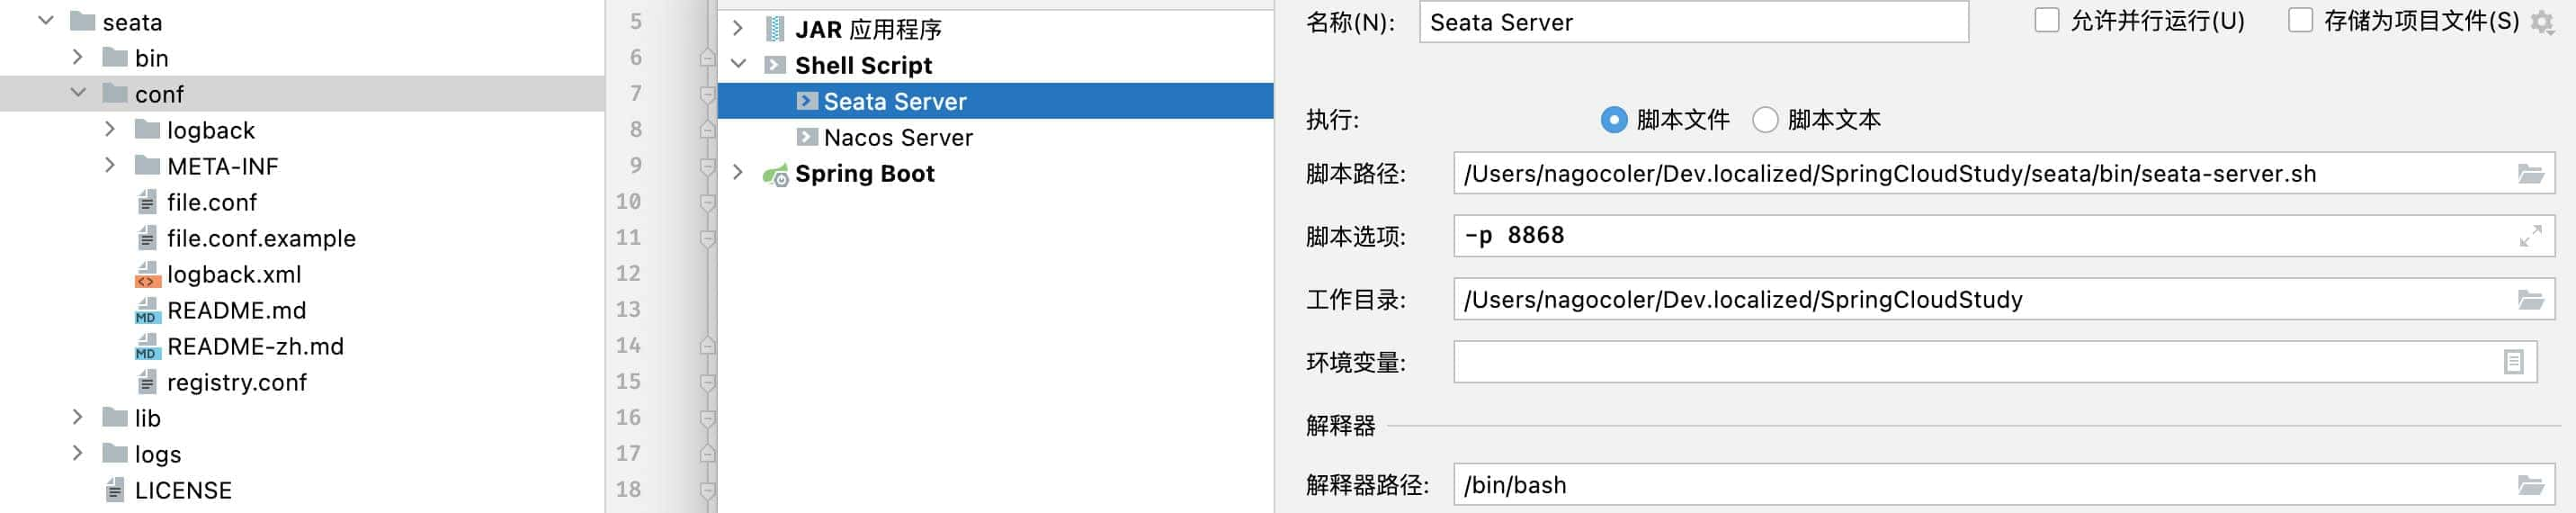 seata
bin
conf
logback
META-INF
file.conf
file.conf.example
logback.xml
README.md
README-zh.md
registry.conf
lib
logs
LICENSE
5
6
7
8
9
10
11
12
13
14
15
16
17
18
JAR 应用程序
Shell Script
Seata Server
Nacos Server
Spring Boot
名称(N): Seata Server 允许并行运行(U) 存储为项目文件(S)
执行: 脚本文件 脚本文本
脚本路径: /Users/nagocoler/Dev.localized/SpringCloudStudy/seata/bin/seata-server.sh
脚本选项: -p 8868
工作目录: /Users/nagocoler/Dev.localized/SpringCloudStudy
环境变量:
解释器
解释器路径: /bin/bash